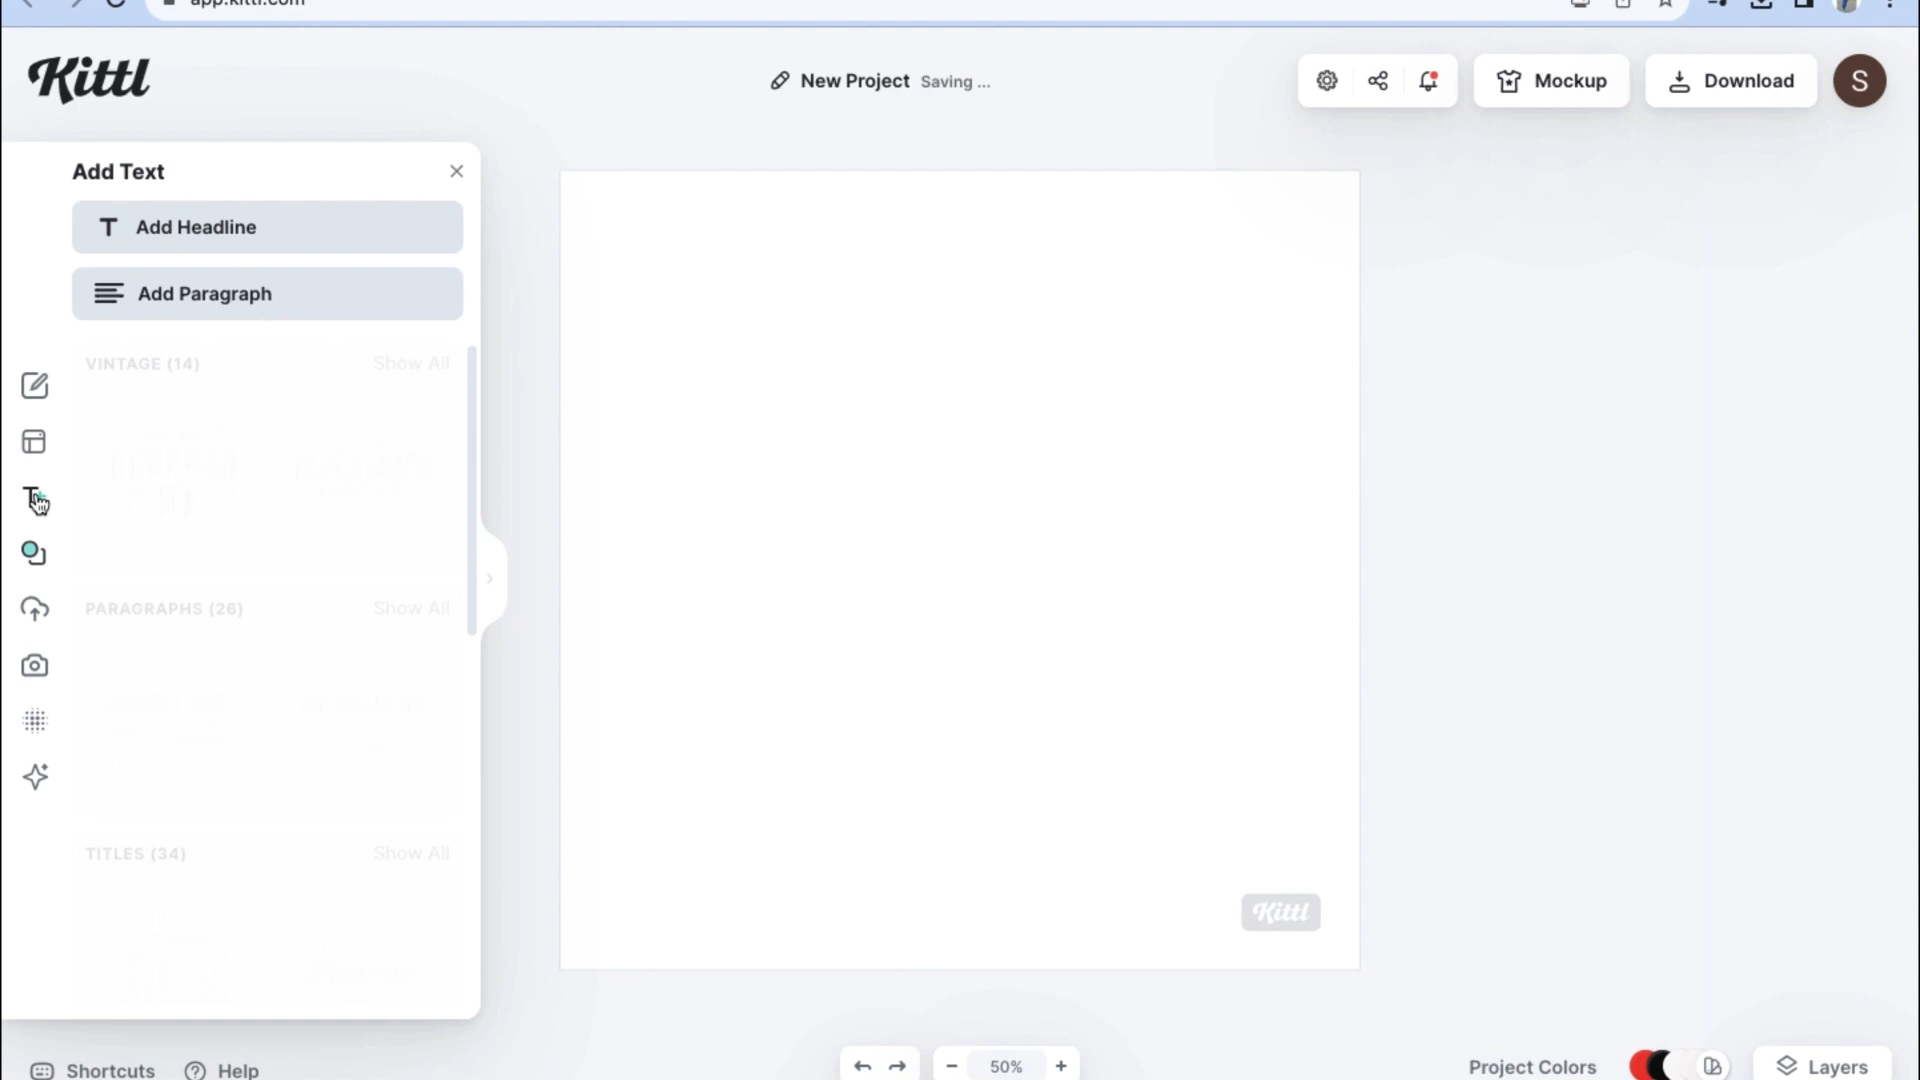 app.kittl.com
Kittl
New Project Saving ...
Mockup
Download
S
Add Text
T Add Headline
Add Paragraph
VINTAGE (14) Show All
PARAGRAPHS (26) Show All
TITLES (34) Show All
Kittl
Shortcuts
Help
50%
Project Colors
Layers